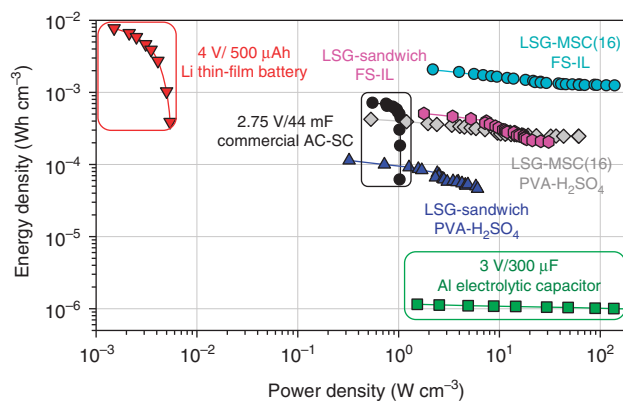 10⁻²
10⁻³
10⁻⁴
10⁻⁵
10⁻⁶
Energy density (Wh cm⁻³)
4 V/ 500 μAh
Li thin-film battery
LSG-sandwich
FS-IL
LSG-MSC(16)
FS-IL
2.75 V/44 mF
commercial AC-SC
LSG-MSC(16)
PVA-H₂SO₄
LSG-sandwich
PVA-H₂SO₄
3 V/300 μF
Al electrolytic capacitor
10⁻³ 10⁻² 10⁻¹ 10⁰ 10¹ 10²
Power density (W cm⁻³)